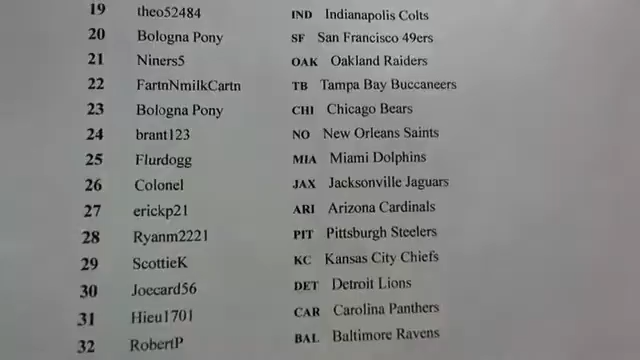 19 theo52484 IND Indianapolis Colts
20 Bologna Pony SF San Francisco 49ers
21 Niners5 OAK Oakland Raiders
22 FartnNmilkCartn TB Tampa Bay Buccaneers
23 Bologna Pony CHI Chicago Bears
24 brant123 NO New Orleans Saints
25 Flurdogg MIA Miami Dolphins
26 Colonel JAX Jacksonville Jaguars
27 erickp21 ARI Arizona Cardinals
28 Ryanm2221 PIT Pittsburgh Steelers
29 ScottieK KC Kansas City Chiefs
30 Joecard56 DET Detroit Lions
31 Hieu1701 CAR Carolina Panthers
32 RobertP BAL Baltimore Ravens